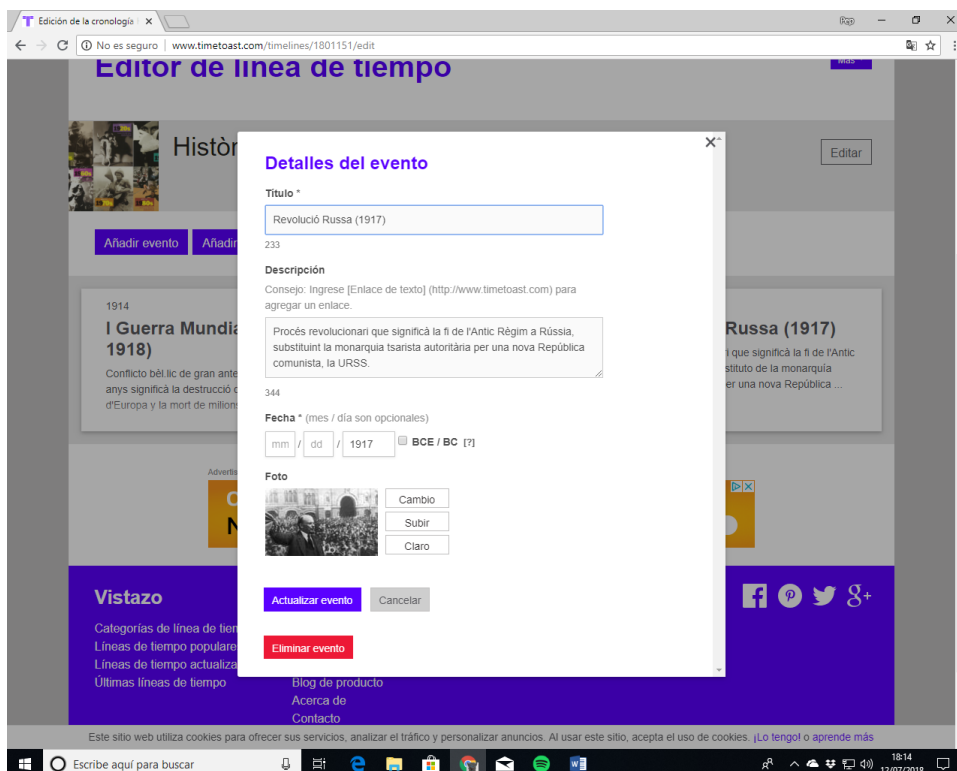 Edición de la cronología
No es seguro | www.timetoast.com/timelines/1801151/edit
Editor de línea de tiempo
Más
Històr
Editar
Añadir evento
Añadir
1914
I Guerra Mundia
1918)
Conflicto bèl.lic de gran ante
anys significà la destrucció d
d'Europa y la mort de milions
Detalles del evento
Título *
Revolució Russa (1917)
233
Descripción
Consejo: Ingrese [Enlace de texto] (http://www.timetoast.com) para
agregar un enlace.
Procés revolucionari que significà la fi de l'Antic Règim a Rússia,
substituint la monarquia tsarista autoritària per una nova República
comunista, la URSS.
344
Fecha * (mes / día son opcionales)
mm / dd / 1917 BCE / BC [?]
Foto
Cambio
Subir
Claro
Actualizar evento
Cancelar
Eliminar evento
Russa (1917)
i que significà la fi de l'Antic
stituto de la monarquía
er una nova República ...
Advertis
Vistazo
Categorías de línea de tien
Líneas de tiempo populare
Líneas de tiempo actualiza
Últimas líneas de tiempo
Blog de producto
Acerca de
Contacto
Este sitio web utiliza cookies para ofrecer sus servicios, analizar el tráfico y personalizar anuncios. Al usar este sitio, acepta el uso de cookies. ¡Lo tengo! o aprende más
Escribe aquí para buscar
18:14
12/07/2018